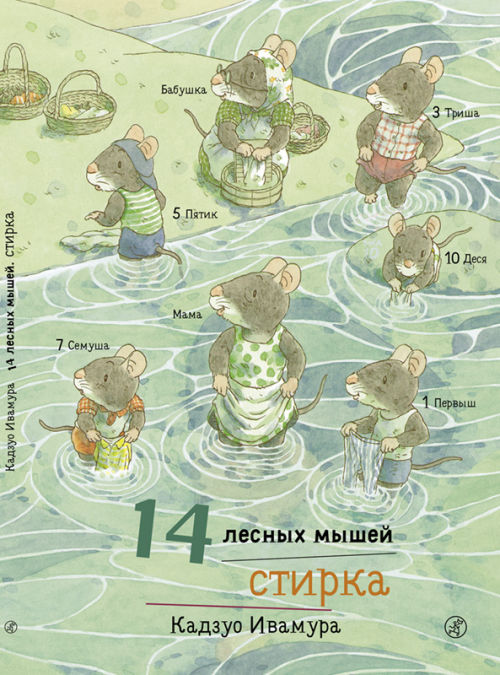 Бабушка
3 Триша
5 Пятик
10 Деся
Мама
7 Семуша
1 Первыш
14 лесных мышей
стирка
Кадзуо Ивамура
Кадзуо Ивамура 14 лесных мышей. стирка